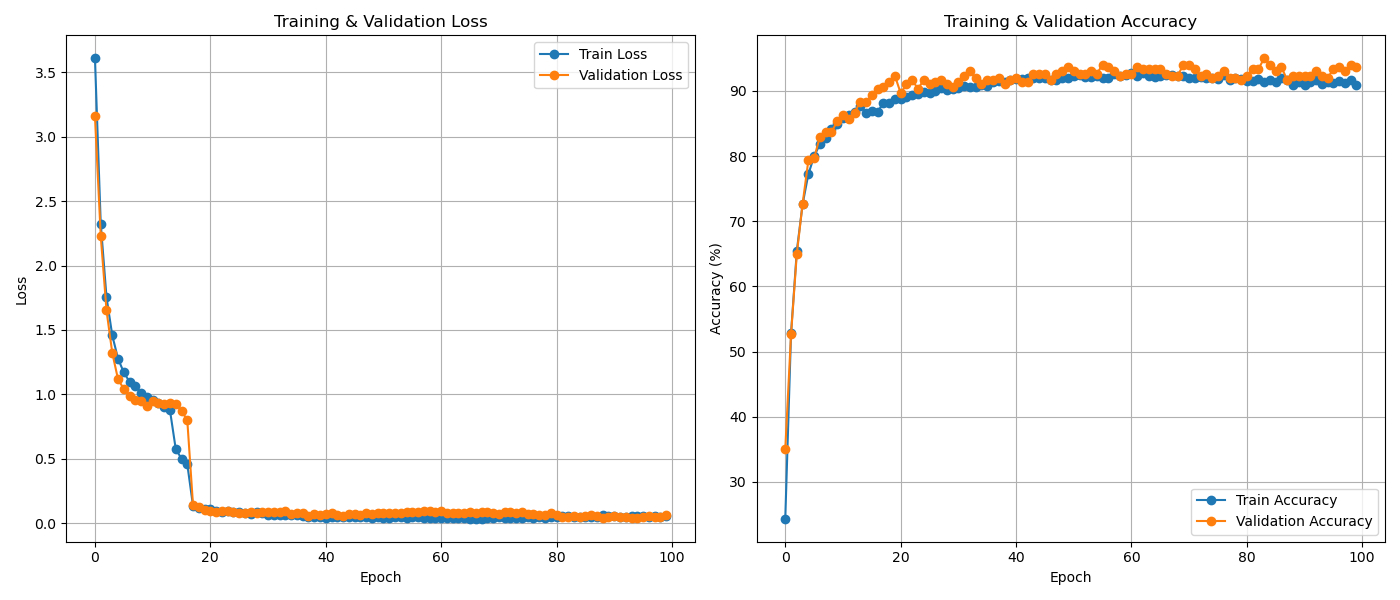 Training & Validation Loss
Train Loss
Validation Loss
3.5
3.0
2.5
2.0
1.5
1.0
0.5
0.0
Loss
0
20
40
60
80
100
Epoch
Training & Validation Accuracy
90
80
70
60
50
40
30
Accuracy (%)
Train Accuracy
Validation Accuracy
0
20
40
60
80
100
Epoch